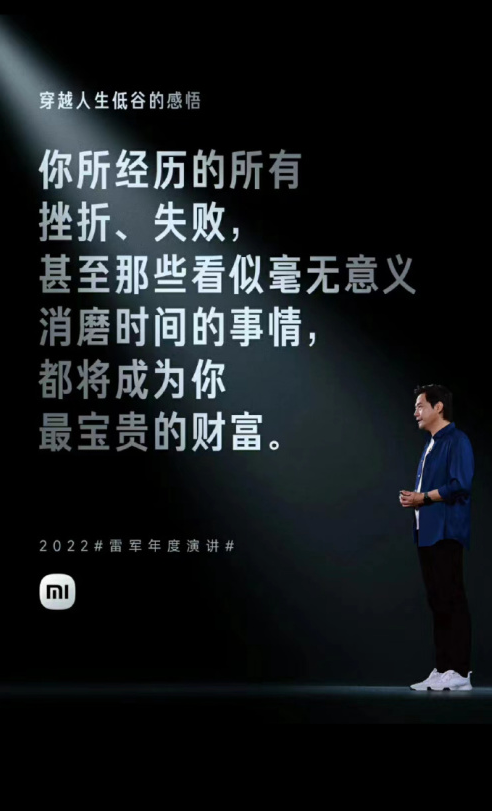 穿越人生低谷的感悟
你所经历的所有
挫折、失败，
甚至那些看似毫无意义
消磨时间的事情，
都将成为你
最宝贵的财富。
2022#雷军年度演讲#
mi